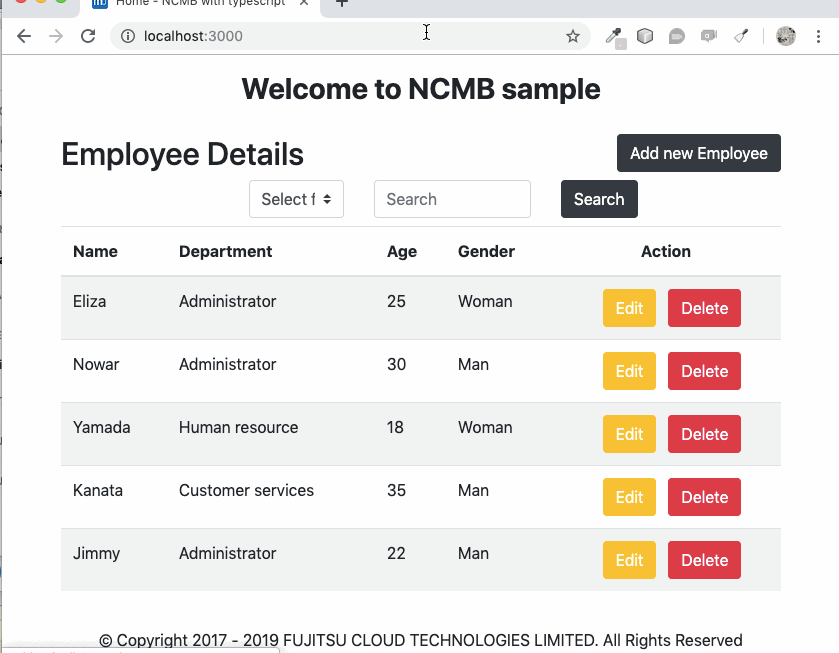 Home - NCMB with typescript
localhost:3000
Welcome to NCMB sample
Employee Details
Add new Employee
Select f Search Search
Name Department Age Gender Action
Eliza Administrator 25 Woman Edit Delete
Nowar Administrator 30 Man Edit Delete
Yamada Human resource 18 Woman Edit Delete
Kanata Customer services 35 Man Edit Delete
Jimmy Administrator 22 Man Edit Delete
© Copyright 2017 - 2019 FUJITSU CLOUD TECHNOLOGIES LIMITED. All Rights Reserved